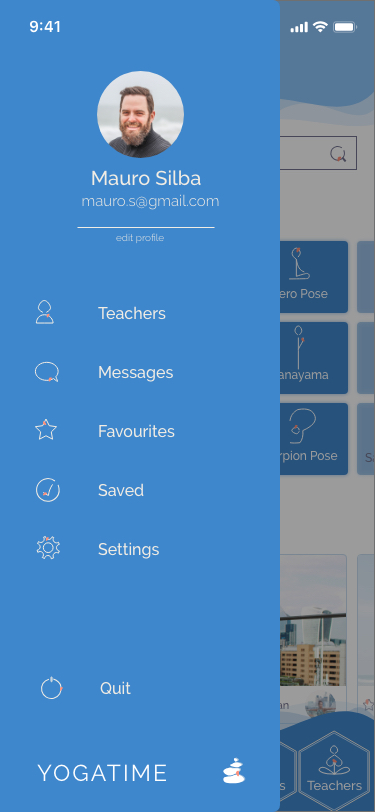 9:41
Mauro Silba
mauro.s@gmail.com
edit profile
Teachers
Messages
Favourites
Saved
Settings
Quit
YOGATIME
ero Pose
anayama
rpion Pose
an
s
Teachers